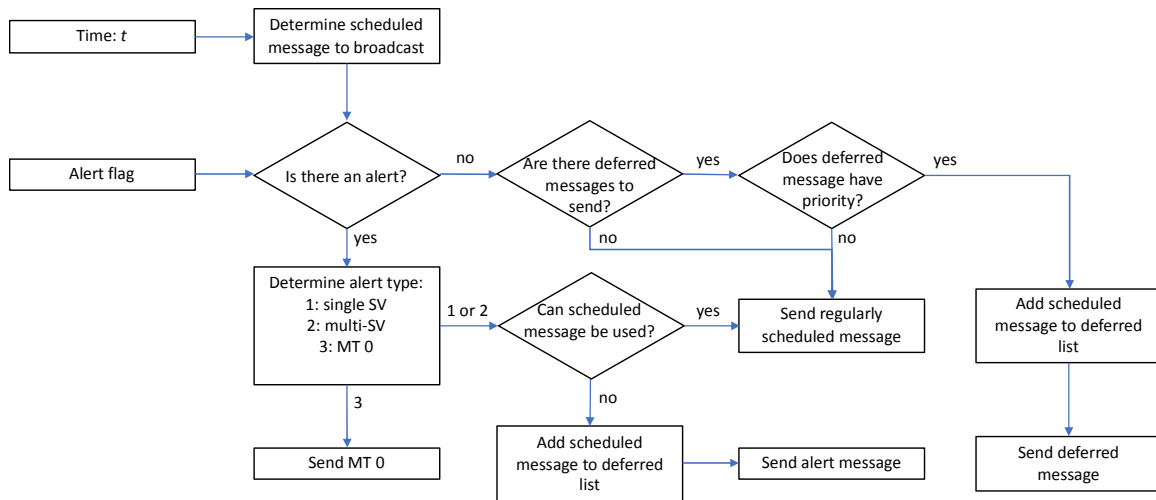 Time: t
Determine scheduled
message to broadcast
Alert flag
Is there an alert?
no
Are there deferred
messages to
send?
yes
Does deferred
message have
priority?
yes
yes
no
no
Determine alert type:
1: single SV
2: multi-SV
3: MT 0
1 or 2
Can scheduled
message be used?
yes
Send regularly
scheduled message
Add scheduled
message to deferred
list
3
no
Send MT 0
Add scheduled
message to deferred
list
Send alert message
Send deferred
message